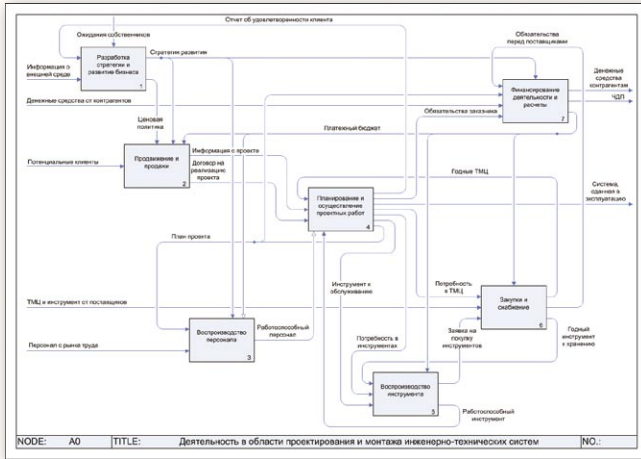 Отчет об удовлетворенности клиента
Ожидания собственников
Обязательства
перед поставщиками
Разработка
стратегии и
развитие бизнеса
1
Стратегия развития
Информация о
внешней среде
Финансирование
деятельности и
расчеты
7
Денежные
средства
контрагентам
ЧДП
Денежные средства от контрагентов
Ценовая
политика
Обязательства заказчика
Платежный бюджет
Потенциальные клиенты
Продвижение и
продажи
2
Информация о проекте
Договор на
реализацию
проекта
Годные ТМЦ
Планирование и
осуществление
проектных работ
4
Система,
сданная в
эксплуатацию
План проекта
Инструмент к
обслуживанию
Потребность
к ТМЦ
ТМЦ и инструмент от поставщиков
Закупки и
снабжение
6
Работоспособный
персонал
Воспроизводство
персонала
3
Персонал с рынка труда
Потребность в
инструментах
Заявка на
покупку
инструментов
Годный
инструмент
к хранению
Воспроизводство
инструмента
5
Работоспособный
инструмент
NODE: A0 TITLE: Деятельность в области проектирования и монтажа инженерно-технических систем NO.: